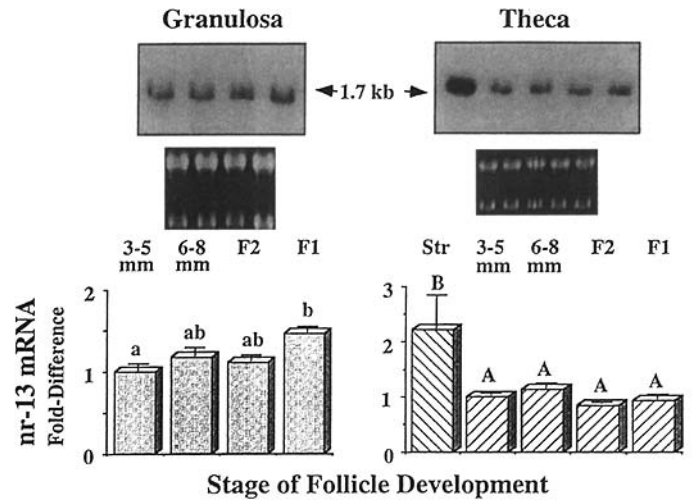 Granulosa
Theca
1.7 kb
3-5 mm
6-8 mm
F2
F1
Str
3-5 mm
6-8 mm
F2
F1
nr-13 mRNA
Fold-Difference
2
1
0
a
ab
ab
b
3
2
1
0
B
A
A
A
A
Stage of Follicle Development